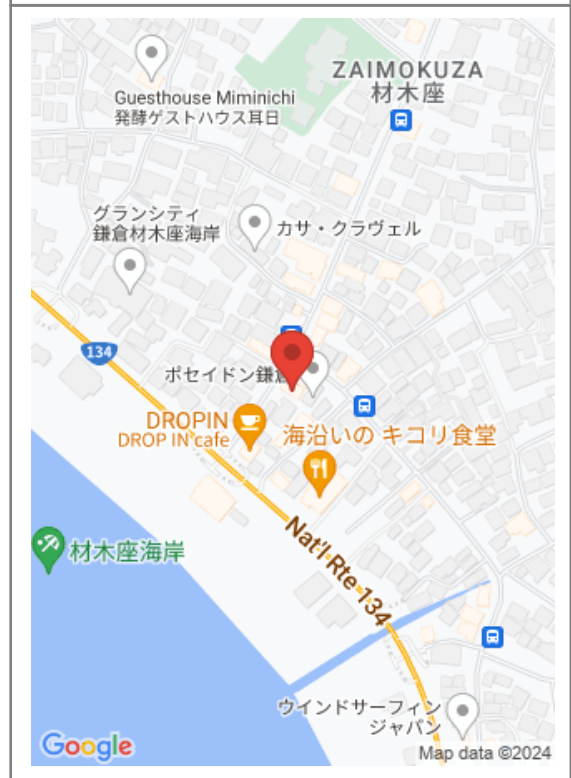 ZAIMOKUZA
材木座
Guesthouse Miminichi
発酵ゲストハウス耳日
グランシティ
鎌倉材木座海岸
カサ・クラヴェル
134
ポセイドン鎌倉
DROPIN
DROP IN cafe
海沿いの キコリ食堂
Nat'l Rte 134
材木座海岸
ウインドサーフィン
ジャパン
Google
Map data ©2024